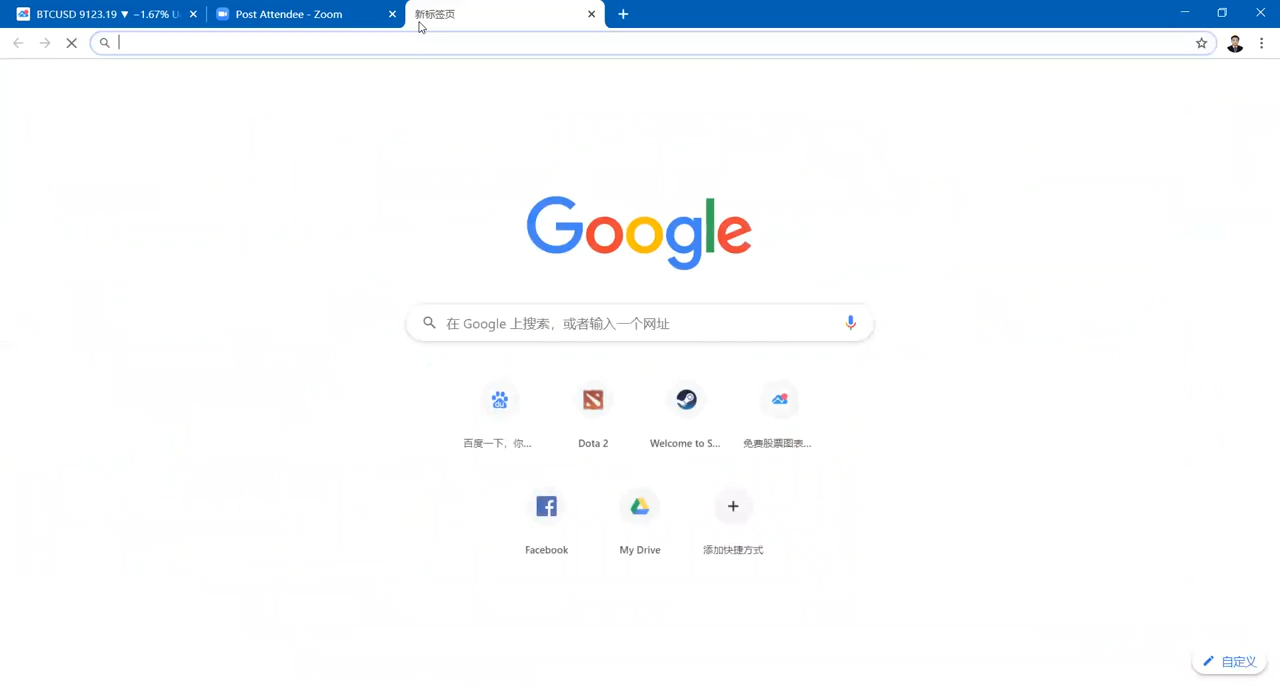 BTCUSD 9123.19 ▼ −1.67% U
Post Attendee - Zoom
新标签页
Google
在 Google 上搜索，或者输入一个网址
百度一下，你...
Dota 2
Welcome to S...
免费股票图表...
Facebook
My Drive
添加快捷方式
自定义